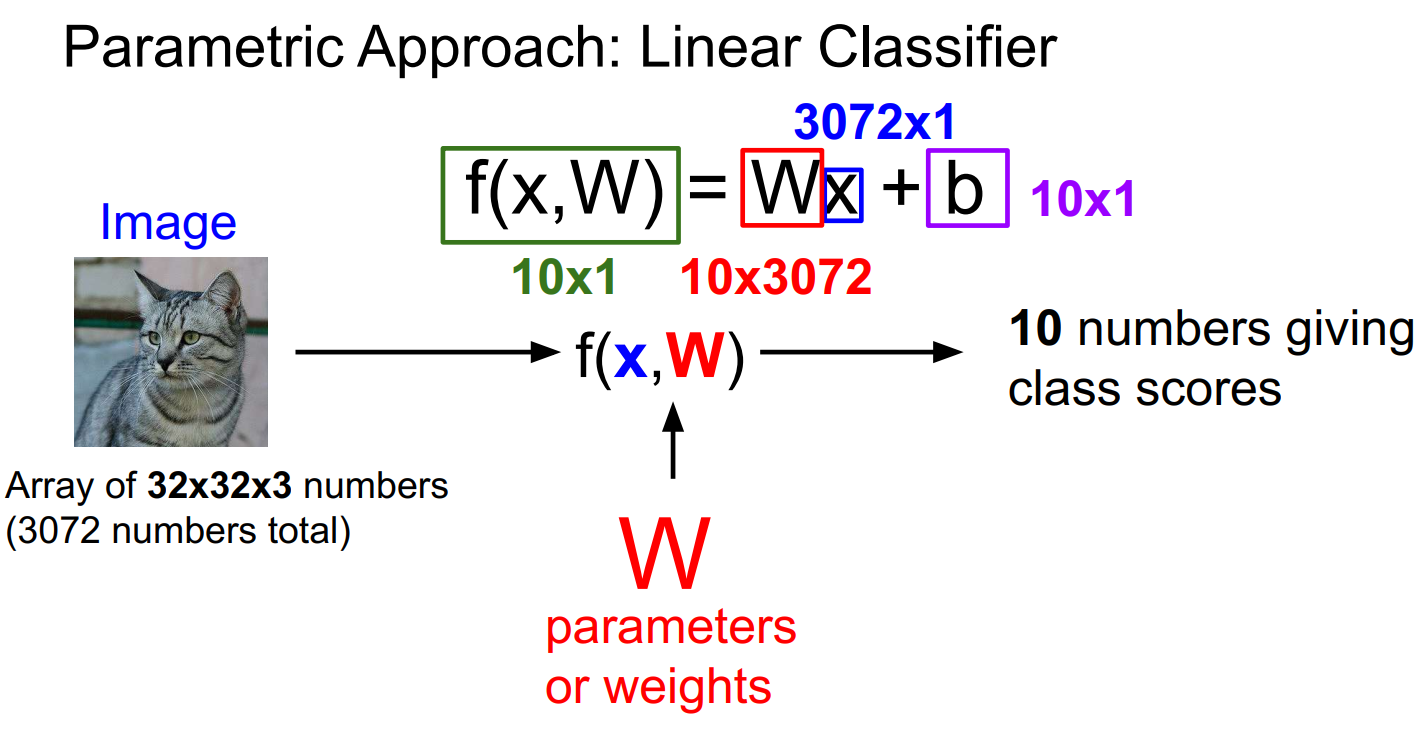 Parametric Approach: Linear Classifier
3072x1
f(x,W) = Wx + b 10x1
10x1 10x3072
Image
f(x,W)
10 numbers giving
class scores
Array of 32x32x3 numbers
(3072 numbers total)
W
parameters
or weights